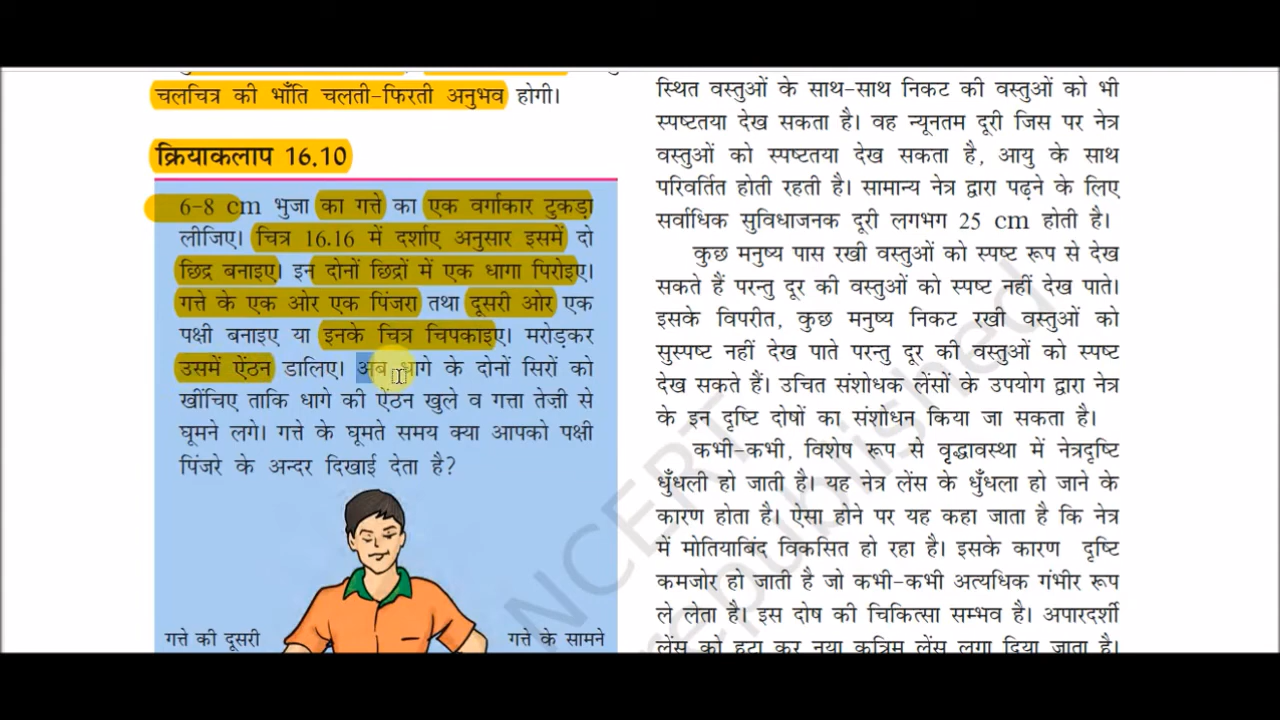 चलचित्र की भाँति चलती-फिरती अनुभव होगी।
क्रियाकलाप 16.10
6-8 cm भुजा का गत्ते का एक वर्गाकार टुकड़ा
लीजिए। चित्र 16.16 में दर्शाए अनुसार इसमें दो
छिद्र बनाइए। इन दोनों छिद्रों में एक धागा पिरोइए।
गत्ते के एक ओर एक पिंजरा तथा दूसरी ओर एक
पक्षी बनाइए या इनके चित्र चिपकाइए। मरोड़कर
उसमें ऐंठन डालिए। अब धागे के दोनों सिरों को
खींचिए ताकि धागे की ऐंठन खुले व गत्ता तेज़ी से
घूमने लगे। गत्ते के घूमते समय क्या आपको पक्षी
पिंजरे के अन्दर दिखाई देता है?
गत्ते की दूसरी
गत्ते के सामने
स्थित वस्तुओं के साथ-साथ निकट की वस्तुओं को भी
स्पष्टतया देख सकता है। वह न्यूनतम दूरी जिस पर नेत्र
वस्तुओं को स्पष्टतया देख सकता है, आयु के साथ
परिवर्तित होती रहती है। सामान्य नेत्र द्वारा पढ़ने के लिए
सर्वाधिक सुविधाजनक दूरी लगभग 25 cm होती है।
कुछ मनुष्य पास रखी वस्तुओं को स्पष्ट रूप से देख
सकते हैं परन्तु दूर की वस्तुओं को स्पष्ट नहीं देख पाते।
इसके विपरीत, कुछ मनुष्य निकट रखी वस्तुओं को
सुस्पष्ट नहीं देख पाते परन्तु दूर की वस्तुओं को स्पष्ट
देख सकते हैं। उचित संशोधक लेंसों के उपयोग द्वारा नेत्र
के इन दृष्टि दोषों का संशोधन किया जा सकता है।
कभी-कभी, विशेष रूप से वृद्धावस्था में नेत्रदृष्टि
धुँधली हो जाती है। यह नेत्र लेंस के धुँधला हो जाने के
कारण होता है। ऐसा होने पर यह कहा जाता है कि नेत्र
में मोतियाबिंद विकसित हो रहा है। इसके कारण दृष्टि
कमजोर हो जाती है जो कभी-कभी अत्यधिक गंभीर रूप
ले लेता है। इस दोष की चिकित्सा सम्भव है। अपारदर्शी
लेंस को हटा कर नया कृत्रिम लेंस लगा दिया जाता है।
NCERT
republished